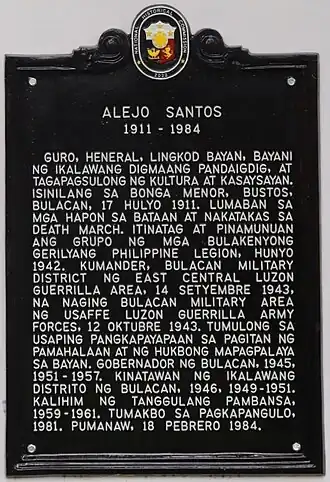 NATIONAL HISTORICAL COMMISSION
ALEJO SANTOS
1911 - 1984
GURO, HENERAL, LINGKOD BAYAN, BAYANI
NG IKALAWANG DIGMAANG PANDAIGDIG, AT
TAGAPAGSULONG NG KULTURA AT KASAYSAYAN.
ISINILANG SA BONGA MENOR, BUSTOS,
BULACAN, 17 HULYO 1911. LUMABAN SA
MGA HAPON SA BATAAN AT NAKATAKAS SA
DEATH MARCH. ITINATAG AT PINAMUNUAN
ANG GRUPO NG MGA BULAKENYONG
GERILYANG PHILIPPINE LEGION, HUNYO
1942. KUMANDER, BULACAN MILITARY
DISTRICT NG EAST CENTRAL LUZON
GUERRILLA AREA, 14 SETYEMBRE 1943,
NA NAGING BULACAN MILITARY AREA
NG USAFFE LUZON GUERRILLA ARMY
FORCES, 12 OKTUBRE 1943. TUMULONG SA
USAPING PANGKAPAYAPAAN SA PAGITAN NG
PAMAHALAAN AT NG HUKBONG MAPAGPALAYA
SA BAYAN. GOBERNADOR NG BULACAN, 1945,
1951-1957. KINATAWAN NG IKALAWANG
DISTRITO NG BULACAN, 1946, 1949-1951.
KALIHIM NG TANGGULANG PAMBANSA,
1959-1961. TUMAKBO SA PAGKAPANGULO,
1981. PUMANAW, 18 PEBRERO 1984.